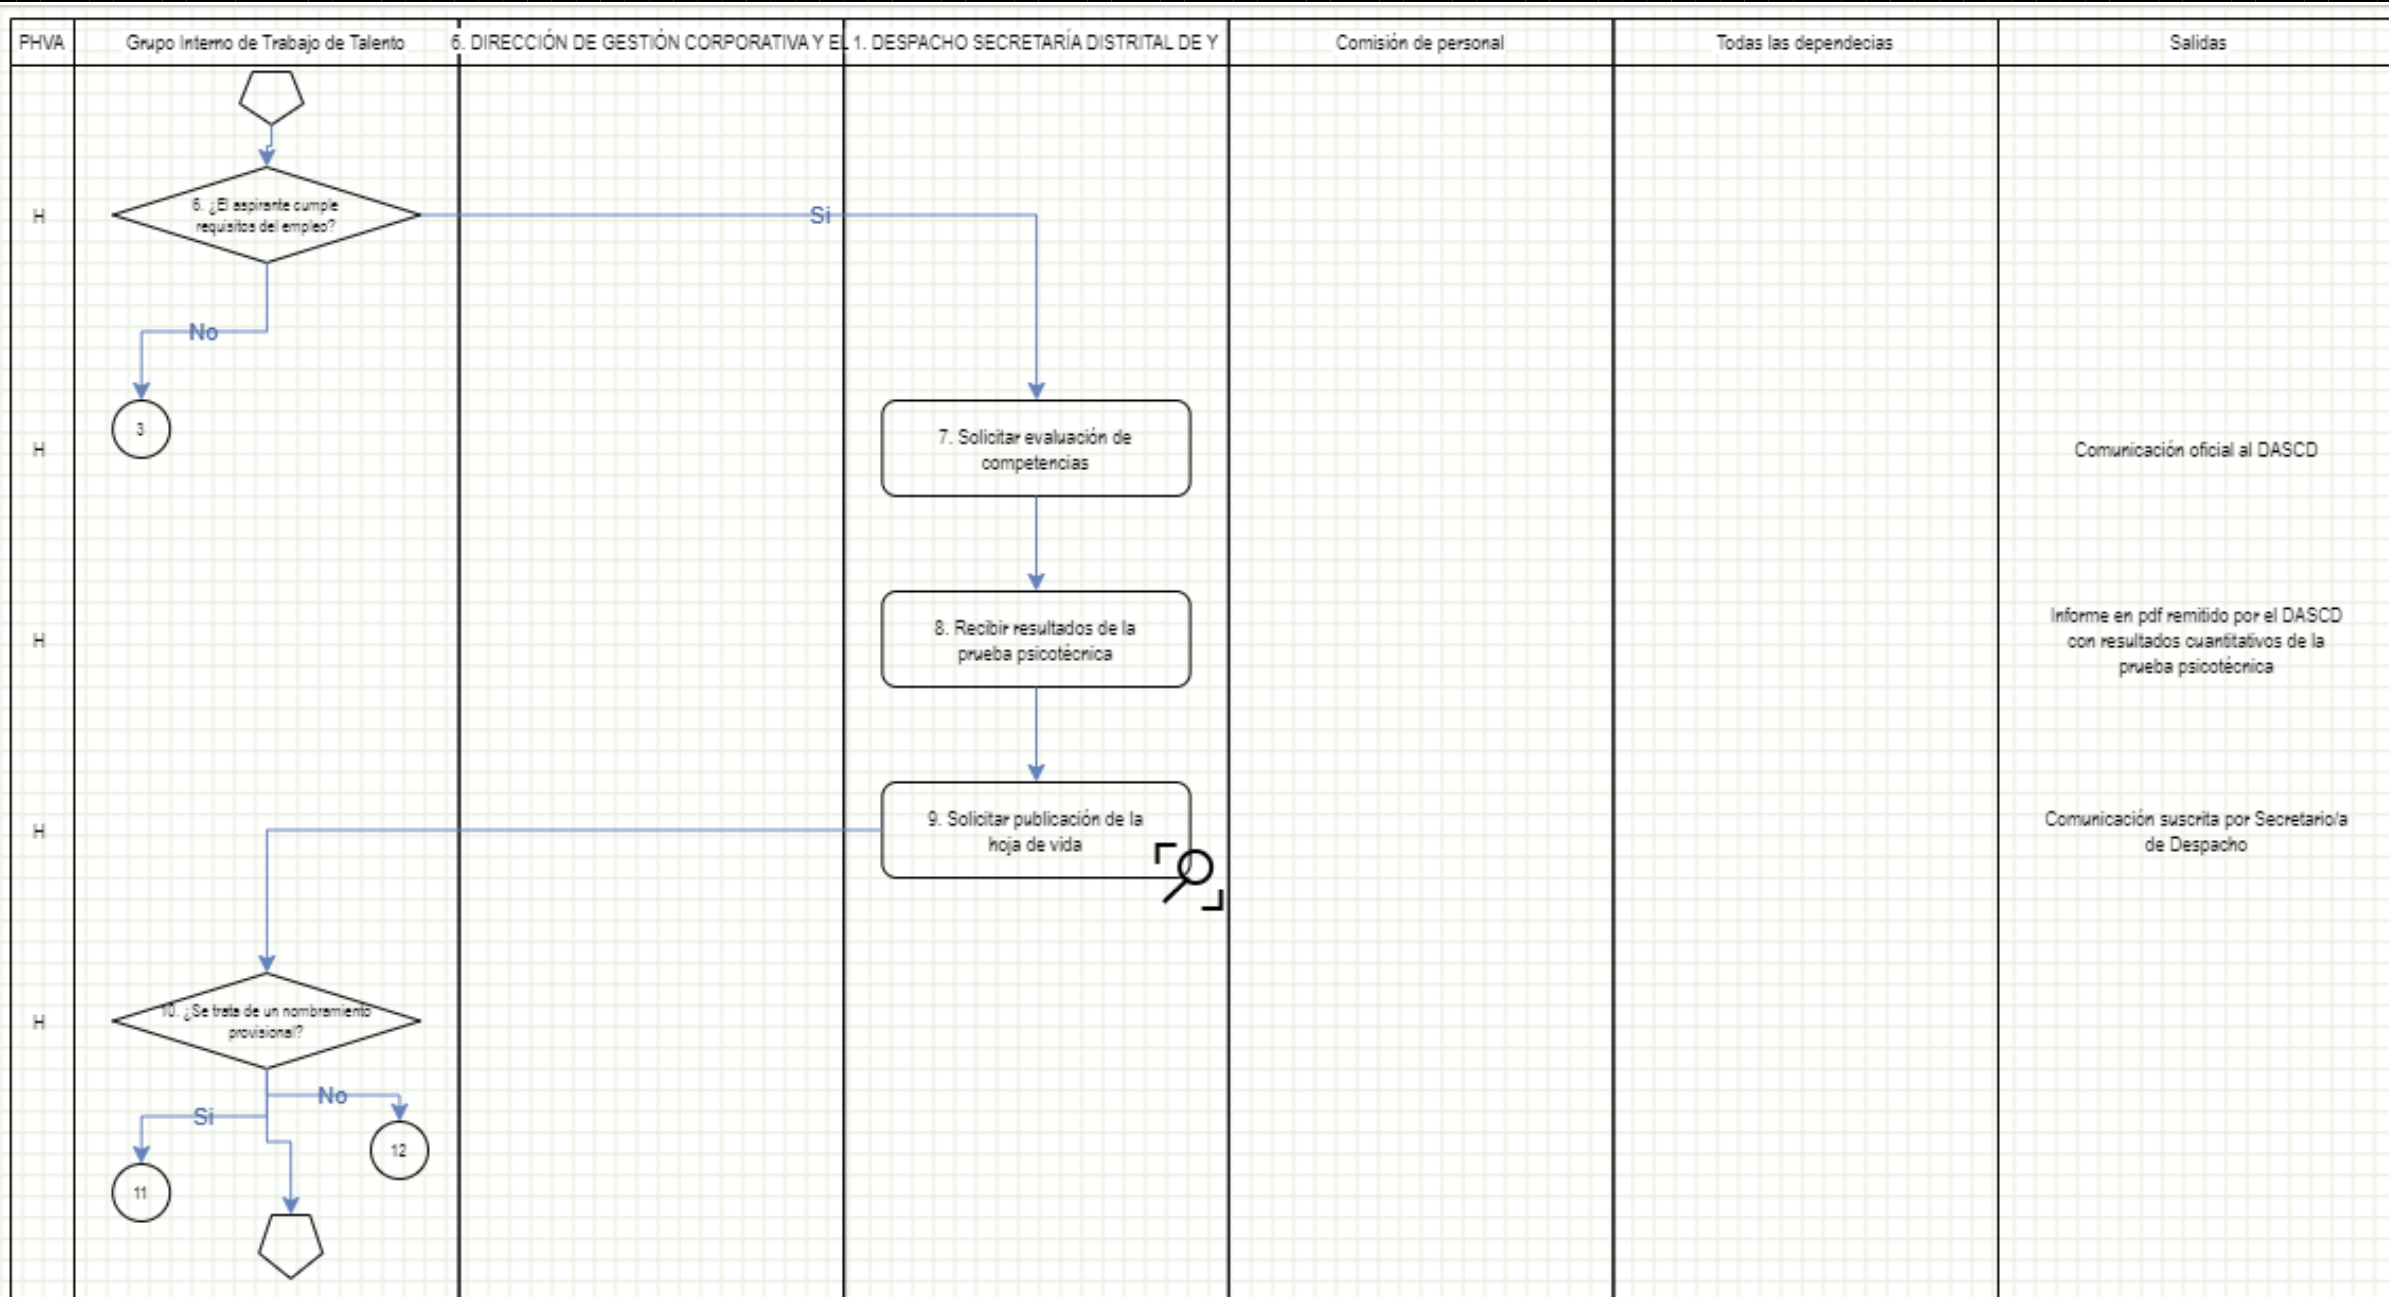 PHVA
Grupo Interno de Trabajo de Talento
6. DIRECCIÓN DE GESTIÓN CORPORATIVA Y EL
1. DESPACHO SECRETARÍA DISTRITAL DE Y
Comisión de personal
Todas las dependecias
Salidas
H
6. ¿El aspirante cumple
requisitos del empleo?
Si
No
3
H
7. Solicitar evaluación de
competencias
Comunicación oficial al DASCD
H
8. Recibir resultados de la
prueba psicotécnica
Informe en pdf remitido por el DASCD
con resultados cuantitativos de la
prueba psicotécnica
H
9. Solicitar publicación de la
hoja de vida
Comunicación suscrita por Secretario/a
de Despacho
H
10. ¿Se trata de un nombramiento
provisional?
No
Si
12
11